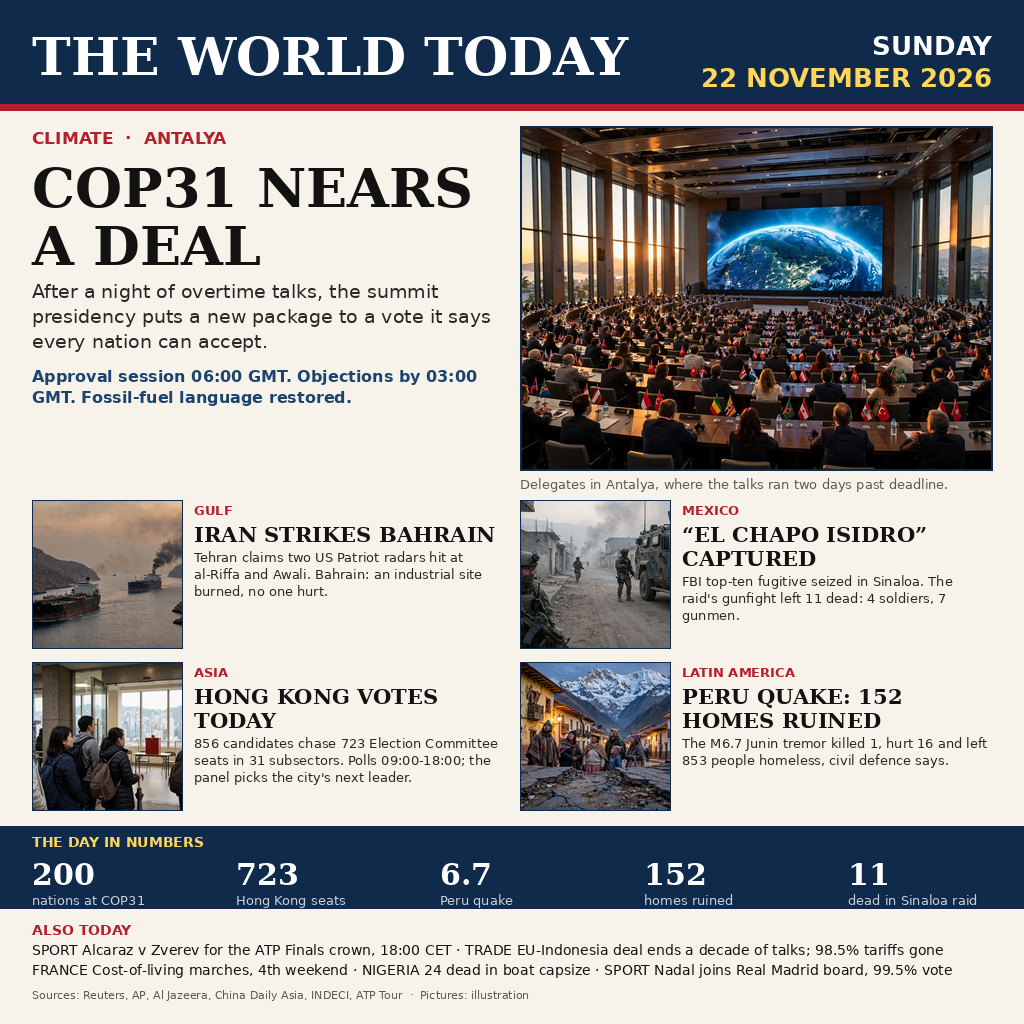 THE WORLD TODAY
SUNDAY
22 NOVEMBER 2026
CLIMATE · ANTALYA
COP31 NEARS
A DEAL
After a night of overtime talks, the summit
presidency puts a new package to a vote it says
every nation can accept.
Approval session 06:00 GMT. Objections by 03:00
GMT. Fossil-fuel language restored.
Delegates in Antalya, where the talks ran two days past deadline.
GULF
IRAN STRIKES BAHRAIN
Tehran claims two US Patriot radars hit at
al-Riffa and Awali. Bahrain: an industrial site
burned, no one hurt.
MEXICO
“EL CHAPO ISIDRO”
CAPTURED
FBI top-ten fugitive seized in Sinaloa. The
raid's gunfight left 11 dead: 4 soldiers, 7
gunmen.
ASIA
HONG KONG VOTES
TODAY
856 candidates chase 723 Election Committee
seats in 31 subsectors. Polls 09:00-18:00; the
panel picks the city's next leader.
LATIN AMERICA
PERU QUAKE: 152
HOMES RUINED
The M6.7 Junin tremor killed 1, hurt 16 and left
853 people homeless, civil defence says.
THE DAY IN NUMBERS
200
nations at COP31
723
Hong Kong seats
6.7
Peru quake
152
homes ruined
11
dead in Sinaloa raid
ALSO TODAY
SPORT Alcaraz v Zverev for the ATP Finals crown, 18:00 CET · TRADE EU-Indonesia deal ends a decade of talks; 98.5% tariffs gone
FRANCE Cost-of-living marches, 4th weekend · NIGERIA 24 dead in boat capsize · SPORT Nadal joins Real Madrid board, 99.5% vote
Sources: Reuters, AP, Al Jazeera, China Daily Asia, INDECI, ATP Tour · Pictures: illustration